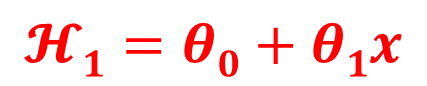 ℋ₁ = θ₀ + θ₁x